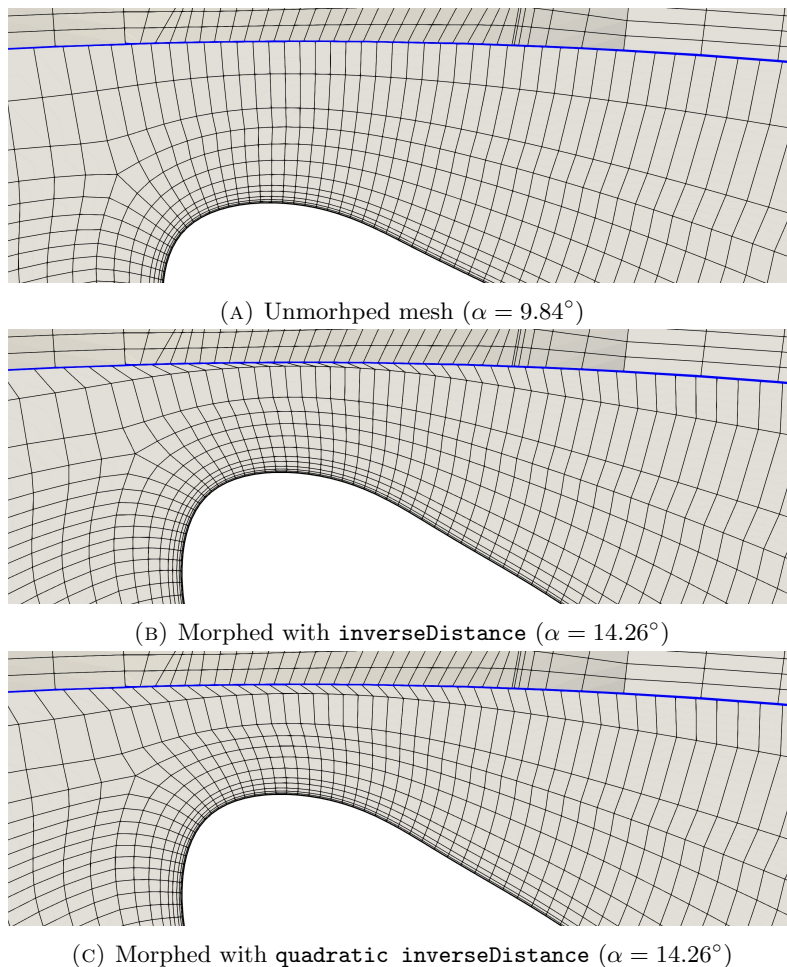 (A) Unmorhped mesh (α = 9.84°)
(B) Morphed with inverseDistance (α = 14.26°)
(C) Morphed with quadratic inverseDistance (α = 14.26°)